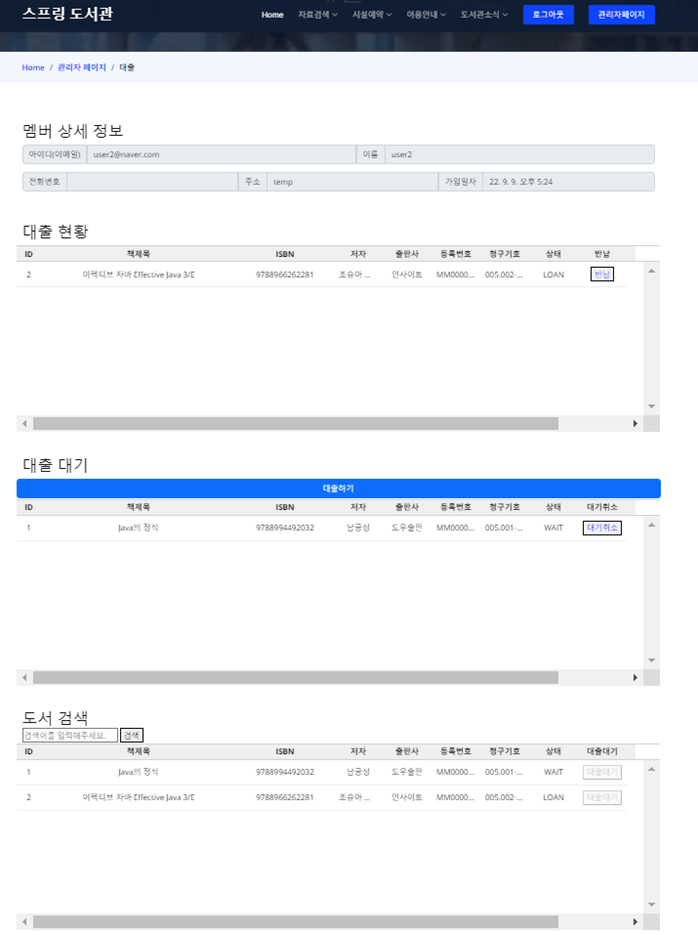 스프링 도서관 Home 자료검색 시설예약 이용안내 도서관소식 로그아웃 관리자페이지
Home / 관리자 페이지 / 대출
멤버 상세 정보
아이디(이메일) user2@naver.com 이름 user2
전화번호 주소 temp 가입일자 22. 9. 9. 오후 5:24
대출 현황
ID 책제목 ISBN 저자 출판사 등록번호 청구기호 상태 반납
2 이펙티브 자바 Effective Java 3/E 9788966262281 조슈아 ... 인사이트 MM0000... 005.002-... LOAN 반납
대출 대기
대출하기
ID 책제목 ISBN 저자 출판사 등록번호 청구기호 상태 대기취소
1 Java의 정석 9788994492032 남궁성 도우출판 MM0000... 005.001-... WAIT 대기취소
도서 검색
검색어를 입력해주세요. 검색
ID 책제목 ISBN 저자 출판사 등록번호 청구기호 상태 대출대기
1 Java의 정석 9788994492032 남궁성 도우출판 MM0000... 005.001-... WAIT 대출대기
2 이펙티브 자바 Effective Java 3/E 9788966262281 조슈아 ... 인사이트 MM0000... 005.002-... LOAN 대출대기